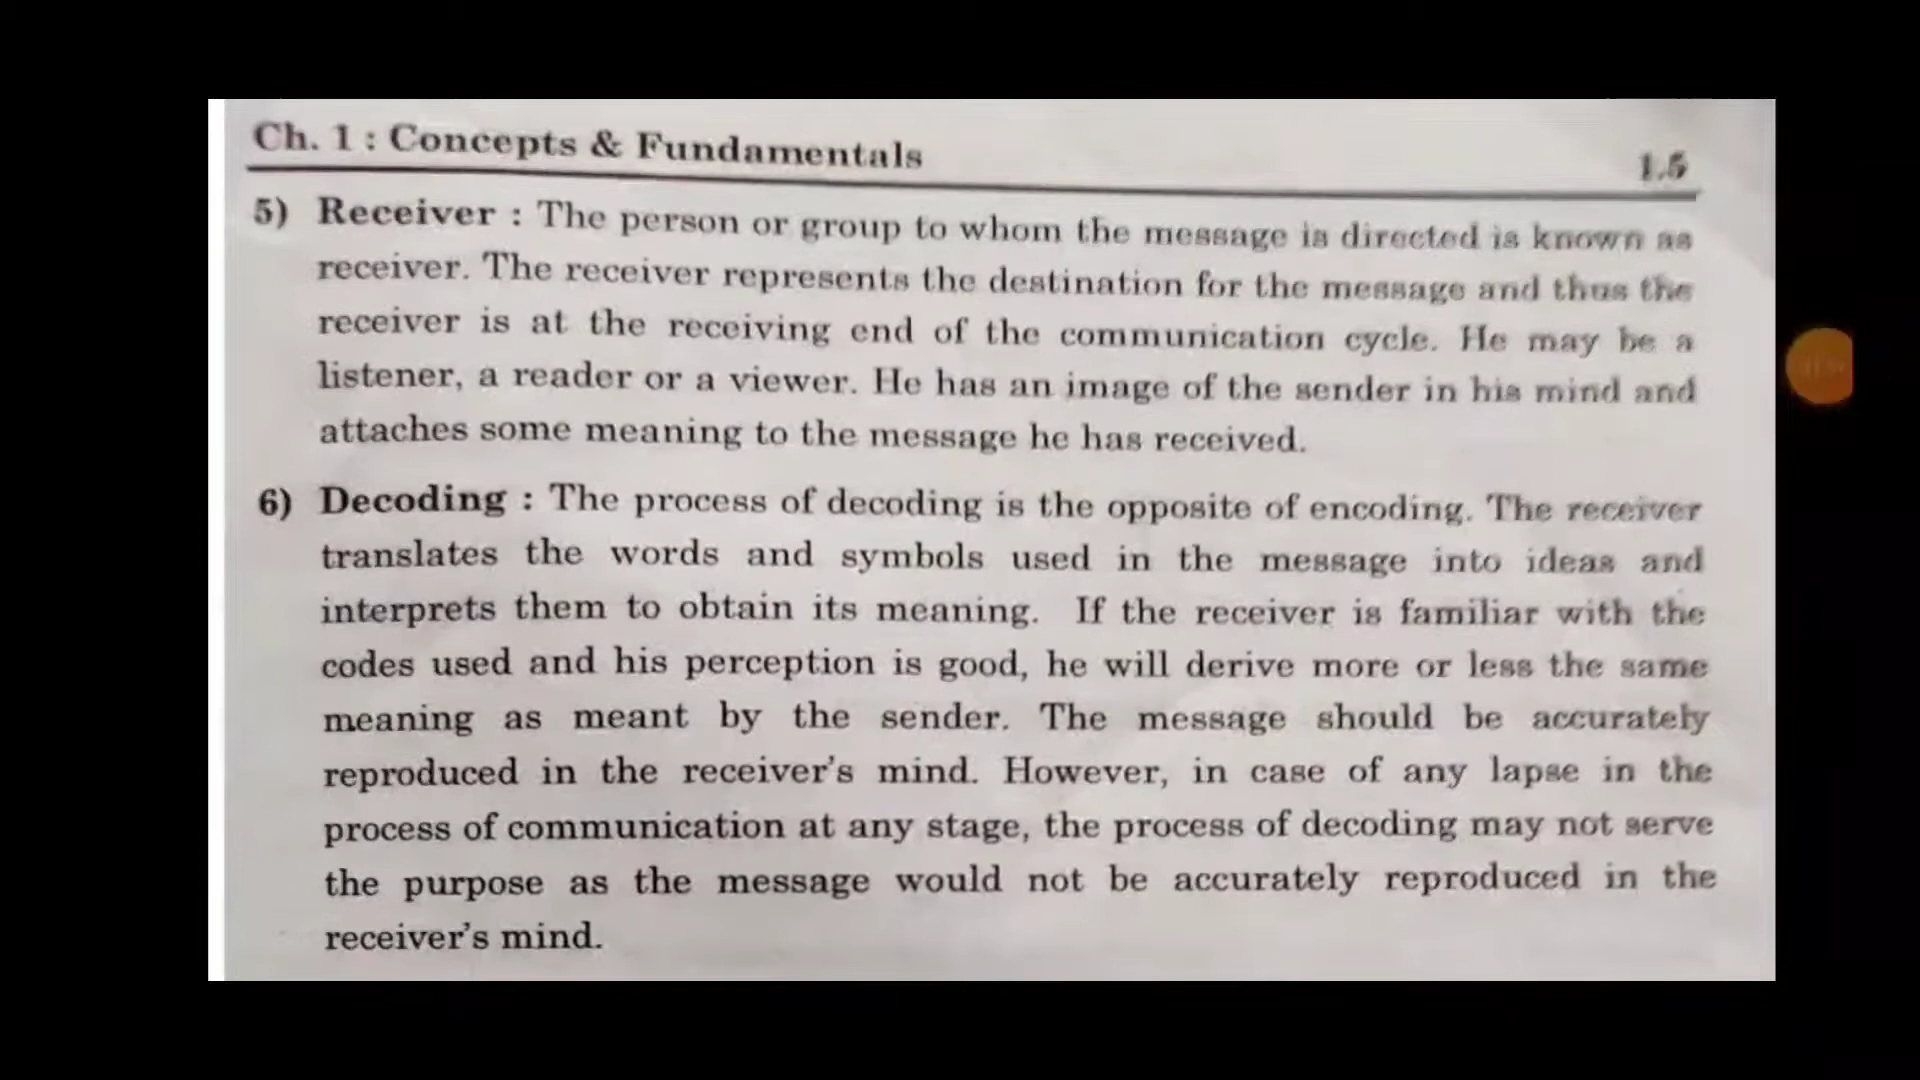 Ch. 1 : Concepts & Fundamentals
1.5
5) Receiver : The person or group to whom the message is directed is known as
receiver. The receiver represents the destination for the message and thus the
receiver is at the receiving end of the communication cycle. He may be a
listener, a reader or a viewer. He has an image of the sender in his mind and
attaches some meaning to the message he has received.
6) Decoding : The process of decoding is the opposite of encoding. The receiver
translates the words and symbols used in the message into ideas and
interprets them to obtain its meaning. If the receiver is familiar with the
codes used and his perception is good, he will derive more or less the same
meaning as meant by the sender. The message should be accurately
reproduced in the receiver's mind. However, in case of any lapse in the
process of communication at any stage, the process of decoding may not serve
the purpose as the message would not be accurately reproduced in the
receiver's mind.